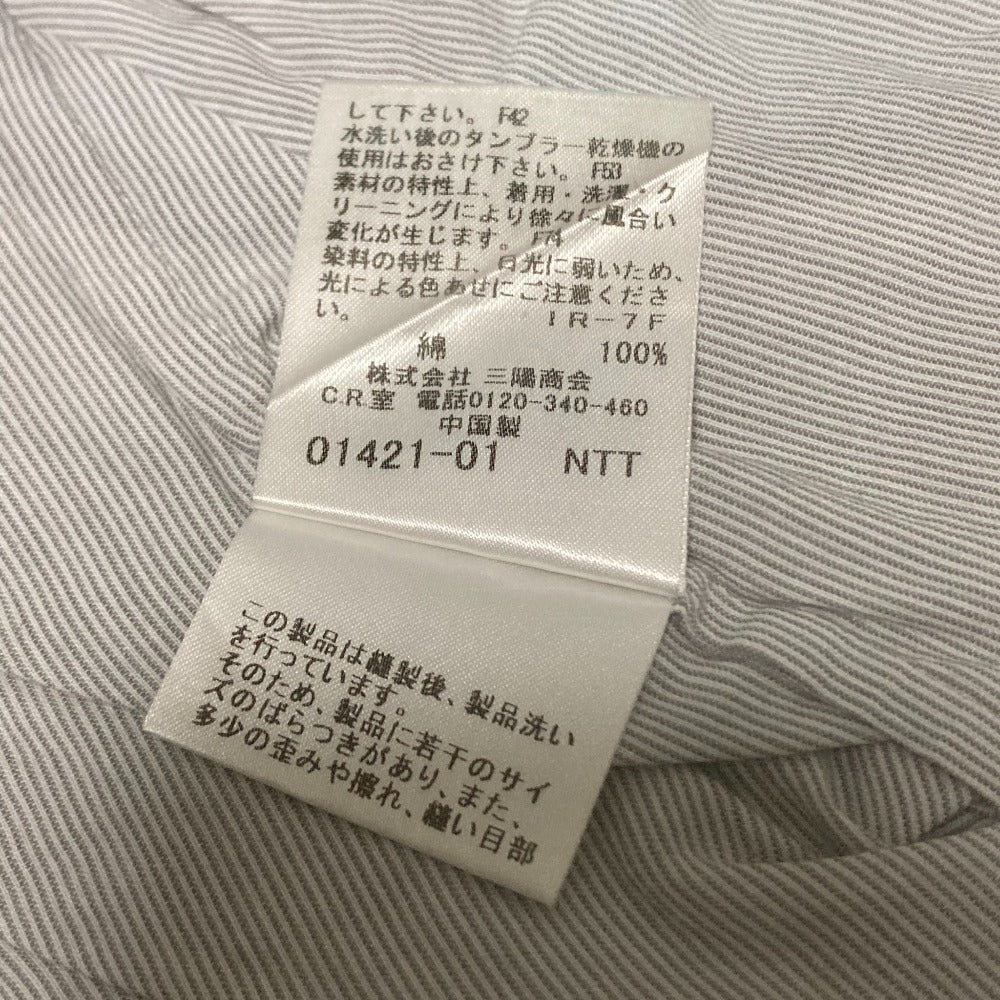 して下さい。 F42
水洗い後のタンブラー乾燥機の
使用はおさけ下さい。 F53
素材の特性上、着用・洗濯・ク
リーニングにより徐々に風合い
変化が生じます。 F74
染料の特性上、日光に弱いため、
光による色あせにご注意くださ
い。 IR-7F
綿 100%
株式会社 三陽商会
C.R.室 電話0120-340-460
中国製
01421-01 NTT
この製品は縫製後、製品洗い
を行っています。
そのため、製品に若干のサイ
ズのばらつきがあり、また、
多少の歪みや擦れ、縫い目部